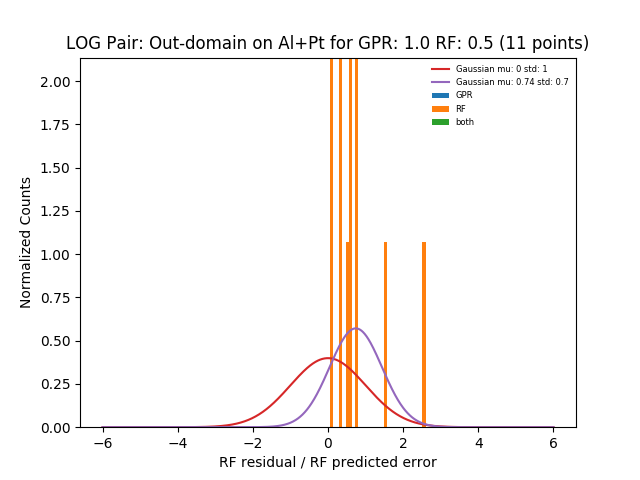 LOG Pair: Out-domain on Al+Pt for GPR: 1.0 RF: 0.5 (11 points)
Gaussian mu: 0 std: 1
Gaussian mu: 0.74 std: 0.7
GPR
RF
both
Normalized Counts
2.00
1.75
1.50
1.25
1.00
0.75
0.50
0.25
0.00
−6
−4
−2
0
2
4
6
RF residual / RF predicted error